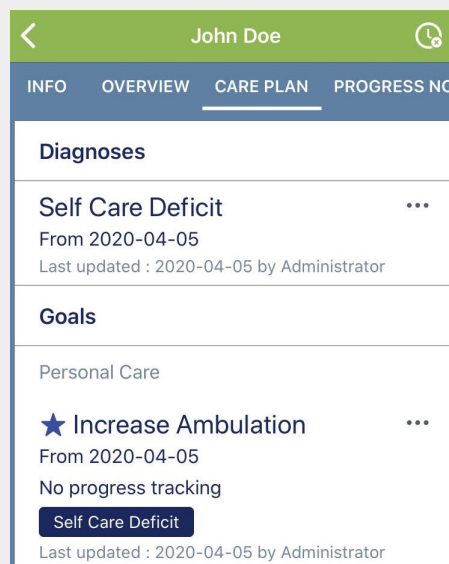 John Doe
INFO OVERVIEW CARE PLAN PROGRESS NO
Diagnoses
Self Care Deficit
From 2020-04-05
Last updated : 2020-04-05 by Administrator
Goals
Personal Care
Increase Ambulation
From 2020-04-05
No progress tracking
Self Care Deficit
Last updated : 2020-04-05 by Administrator